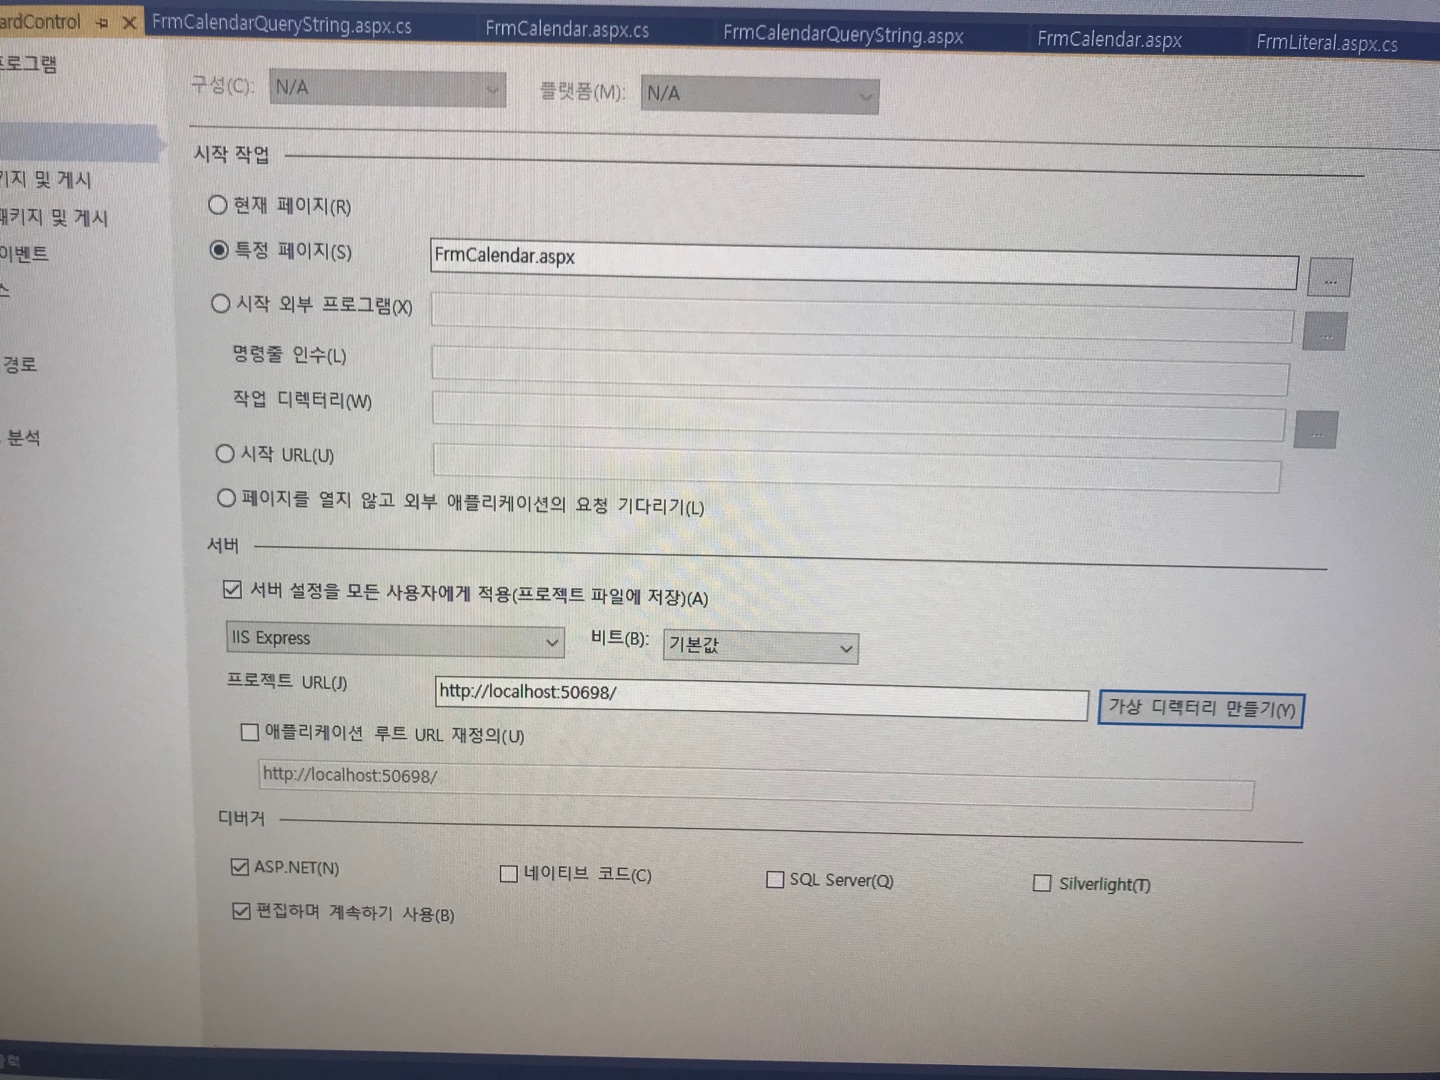 ardControl FrmCalendarQueryString.aspx.cs FrmCalendar.aspx.cs FrmCalendarQueryString.aspx FrmCalendar.aspx FrmLiteral.aspx.cs
프로그램
구성(C): N/A 플랫폼(M): N/A
시작 작업
키지 및 게시
현재 페이지(R)
패키지 및 게시
특정 페이지(S) FrmCalendar.aspx ...
이벤트
스
시작 외부 프로그램(X) ...
명령줄 인수(L)
경로
작업 디렉터리(W) ...
분석
시작 URL(U)
페이지를 열지 않고 외부 애플리케이션의 요청 기다리기(L)
서버
서버 설정을 모든 사용자에게 적용(프로젝트 파일에 저장)(A)
IIS Express 비트(B): 기본값
프로젝트 URL(J) http://localhost:50698/ 가상 디렉터리 만들기(Y)
애플리케이션 루트 URL 재정의(U)
http://localhost:50698/
디버거
ASP.NET(N) 네이티브 코드(C) SQL Server(Q) Silverlight(T)
편집하며 계속하기 사용(B)
출력